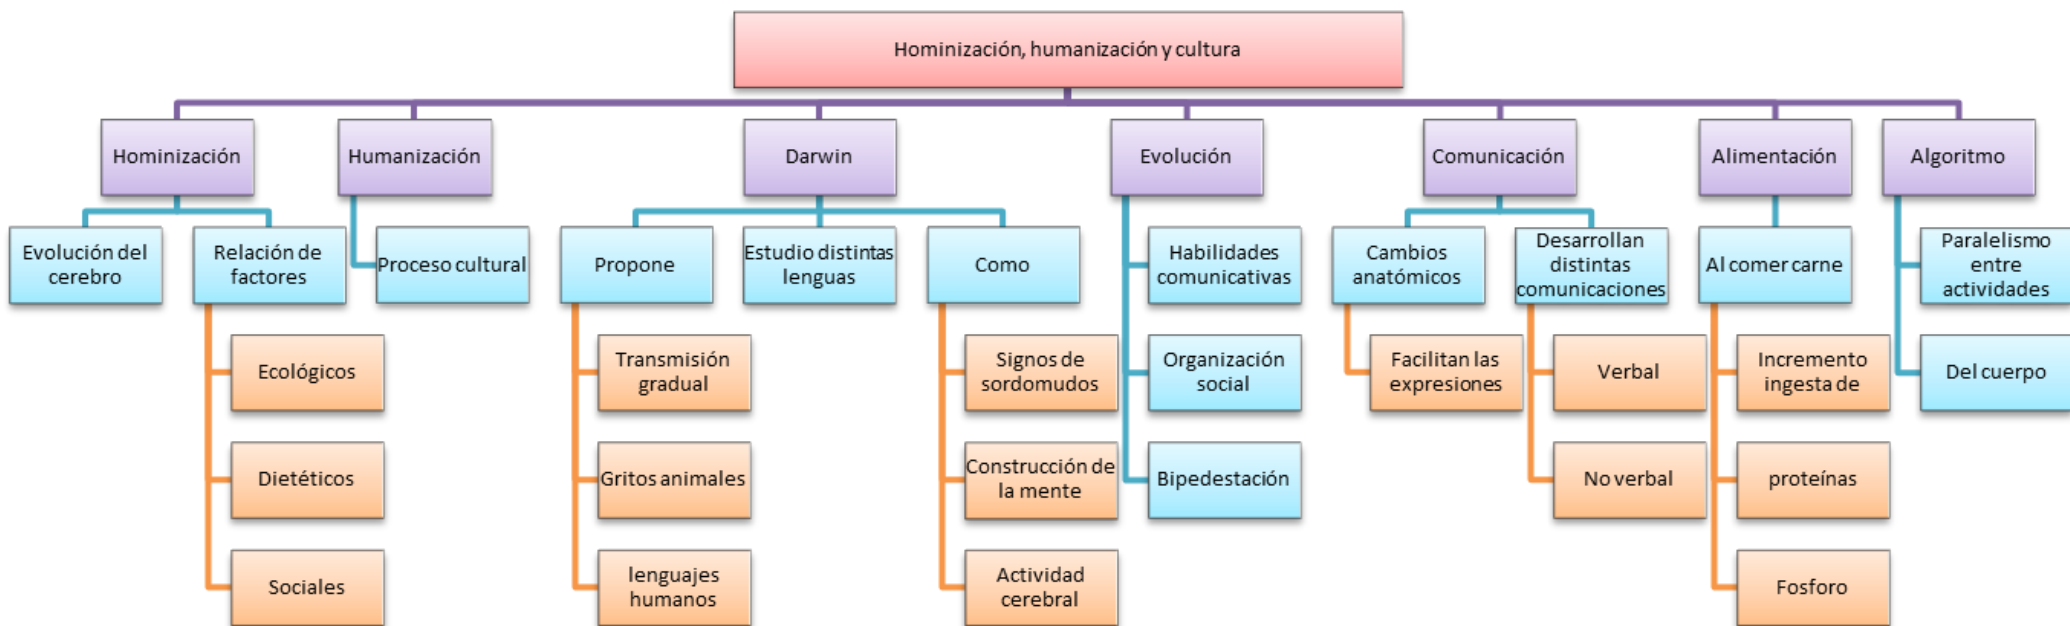 Hominización, humanización y cultura
Hominización
Humanización
Darwin
Evolución
Comunicación
Alimentación
Algoritmo
Evolución del
cerebro
Relación de
factores
Proceso cultural
Propone
Estudio distintas
lenguas
Como
Habilidades
comunicativas
Cambios
anatómicos
Desarrollan
distintas
comunicaciones
Al comer carne
Paralelismo
entre
actividades
Ecológicos
Transmisión
gradual
Signos de
sordomudos
Organización
social
Facilitan las
expresiones
Verbal
Incremento
ingesta de
Del cuerpo
Dietéticos
Gritos animales
Construcción de
la mente
Bipedestación
No verbal
proteínas
Sociales
lenguajes
humanos
Actividad
cerebral
Fosforo